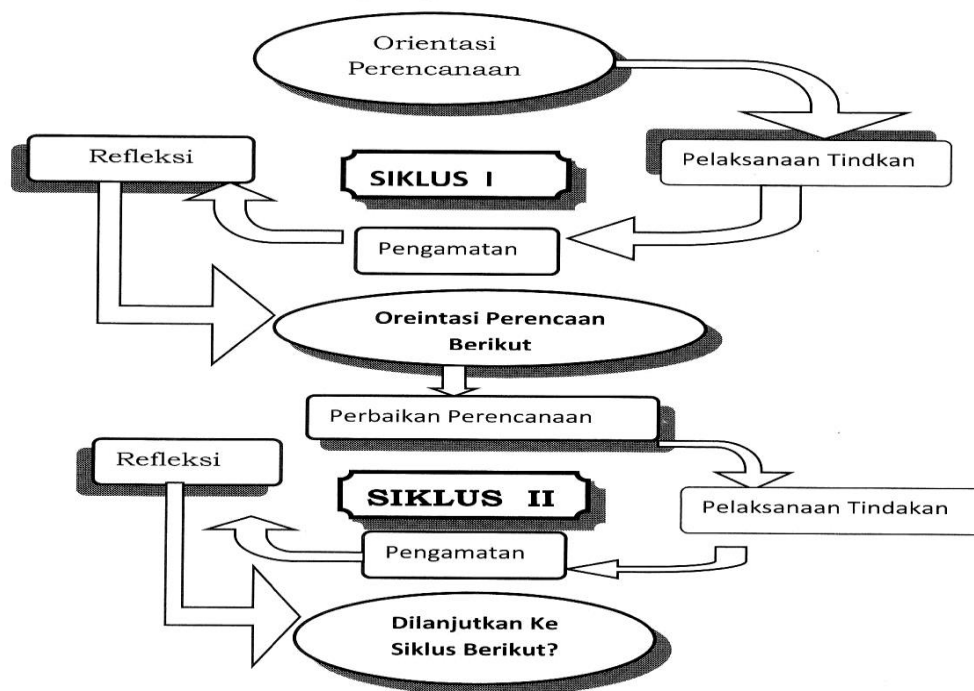 Orientasi
Perencanaan
Pelaksanaan Tindkan
Refleksi
SIKLUS I
Pengamatan
Oreintasi Perencaan
Berikut
Perbaikan Perencanaan
Refleksi
SIKLUS II
Pelaksanaan Tindakan
Pengamatan
Dilanjutkan Ke
Siklus Berikut?